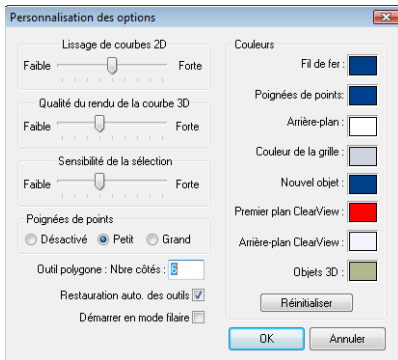 Personnalisation des options
Lissage de courbes 2D
Faible Forte
Qualité du rendu de la courbe 3D
Faible Forte
Sensibilité de la sélection
Faible Forte
Poignées de points
Désactivé Petit Grand
Outil polygone : Nbre côtés : 6
Restauration auto. des outils
Démarrer en mode filaire
Couleurs
Fil de fer :
Poignées de points:
Arrière-plan :
Couleur de la grille :
Nouvel objet :
Premier plan ClearView :
Arrière-plan ClearView :
Objets 3D :
Réinitialiser
OK Annuler